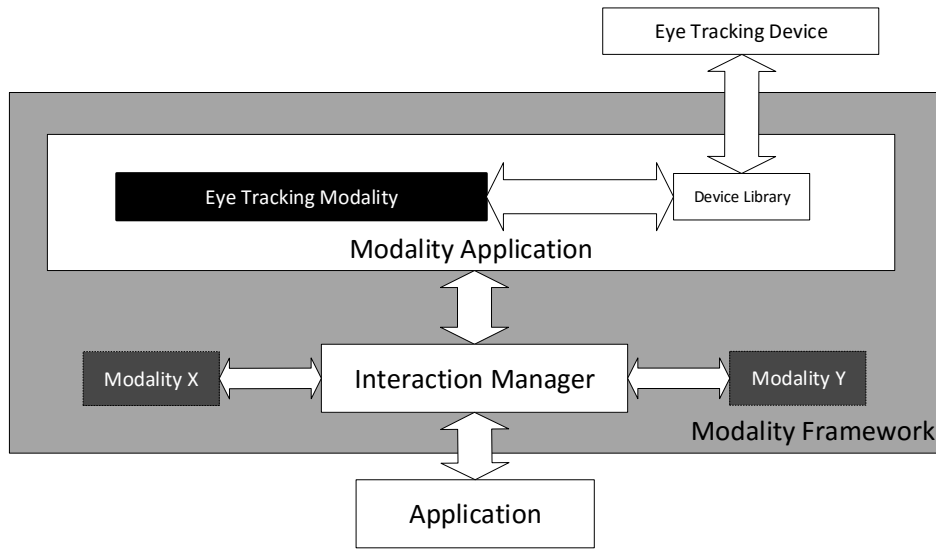 Eye Tracking Device
Eye Tracking Modality
Device Library
Modality Application
Modality X
Interaction Manager
Modality Y
Modality Framework
Application